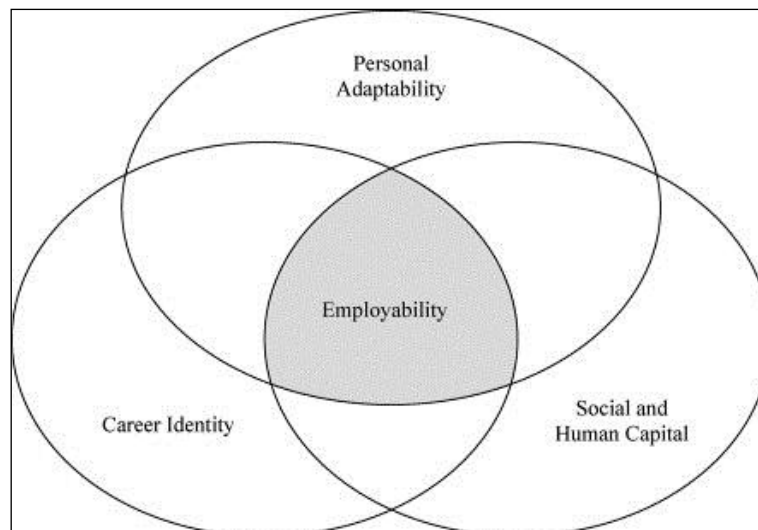 Personal
Adaptability
Employability
Career Identity
Social and
Human Capital